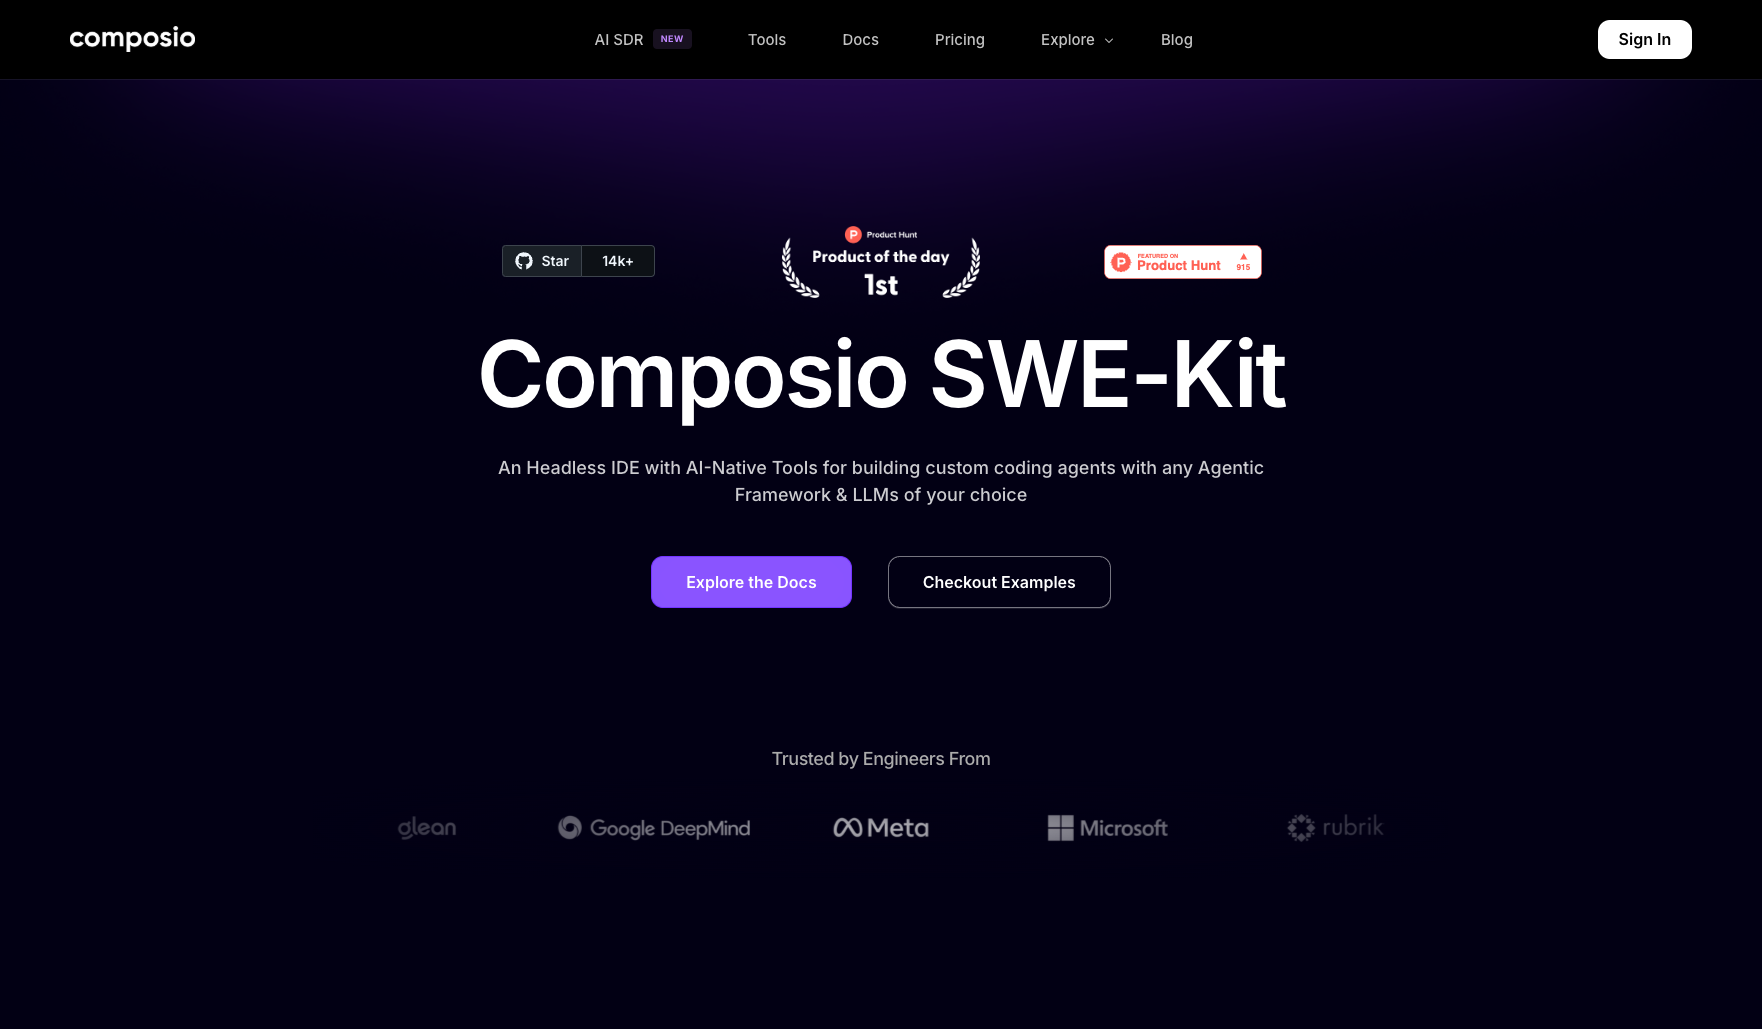 composio
AI SDR NEW
Tools
Docs
Pricing
Explore
Blog
Sign In
Star 14k+
Product Hunt
Product of the day
1st
FEATURED ON
Product Hunt
915
Composio SWE-Kit
An Headless IDE with AI-Native Tools for building custom coding agents with any Agentic
Framework & LLMs of your choice
Explore the Docs
Checkout Examples
Trusted by Engineers From
glean
Google DeepMind
Meta
Microsoft
rubrik